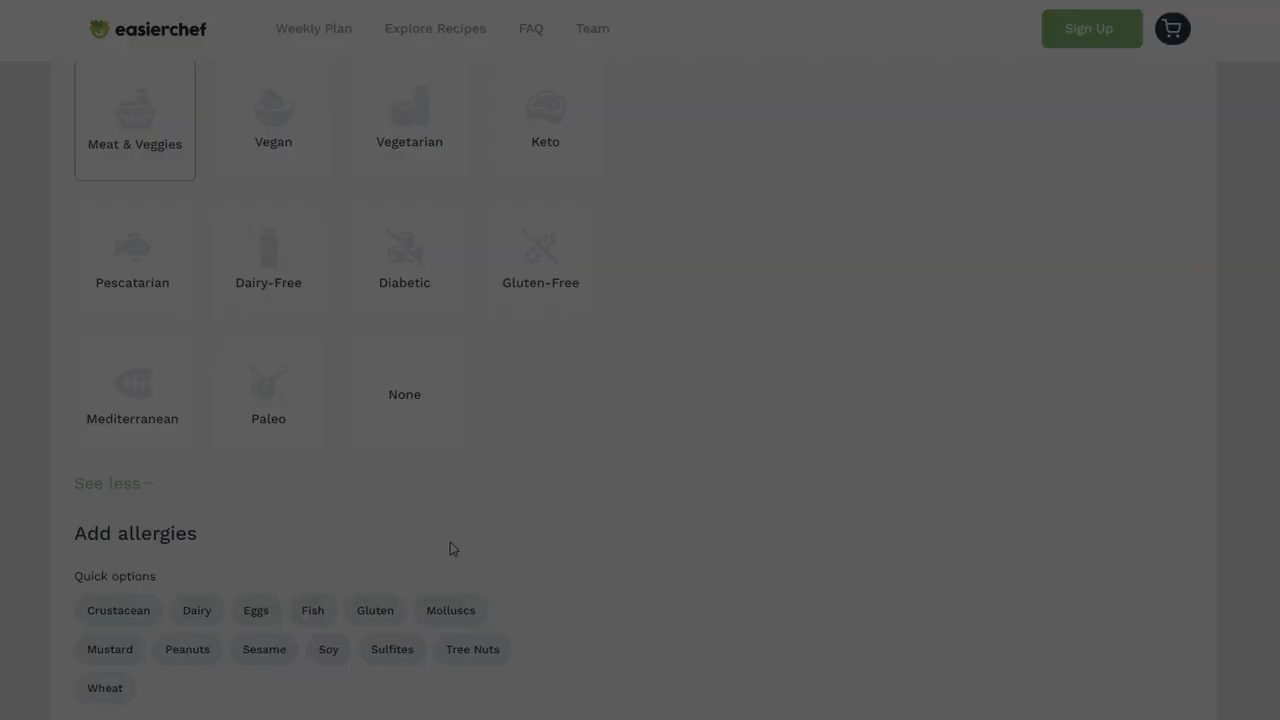 easierchef Weekly Plan Explore Recipes FAQ Team Sign Up
Meat & Veggies Vegan Vegetarian Keto
Pescatarian Dairy-Free Diabetic Gluten-Free
Mediterranean Paleo None
See less
Add allergies
Quick options
Crustacean Dairy Eggs Fish Gluten Molluscs
Mustard Peanuts Sesame Soy Sulfites Tree Nuts
Wheat